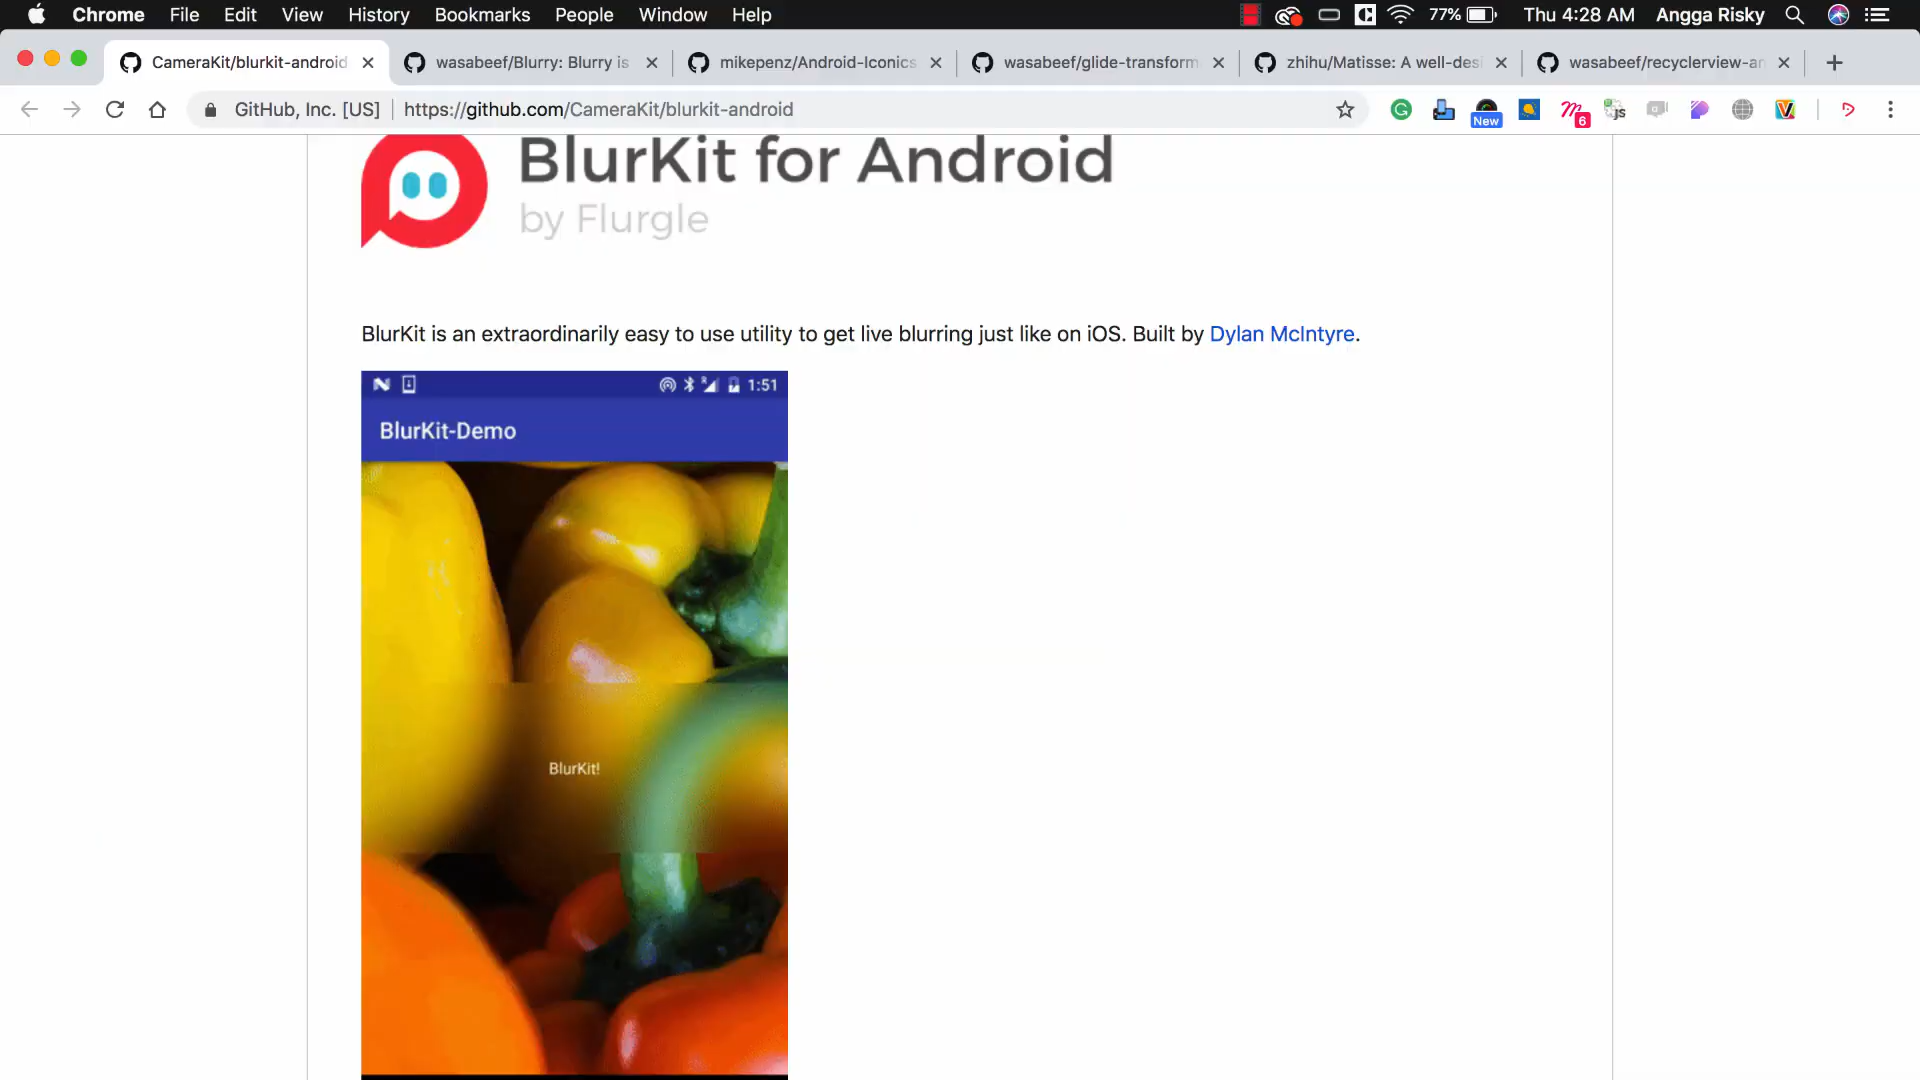 Chrome File Edit View History Bookmarks People Window Help 77% Thu 4:28 AM Angga Risky
CameraKit/blurkit-android wasabeef/Blurry: Blurry is mikepenz/Android-Iconics wasabeef/glide-transform zhihu/Matisse: A well-desi wasabeef/recyclerview-an
GitHub, Inc. [US] https://github.com/CameraKit/blurkit-android New 6 js
BlurKit for Android
by Flurgle
BlurKit is an extraordinarily easy to use utility to get live blurring just like on iOS. Built by Dylan McIntyre.
1:51
BlurKit-Demo
BlurKit!